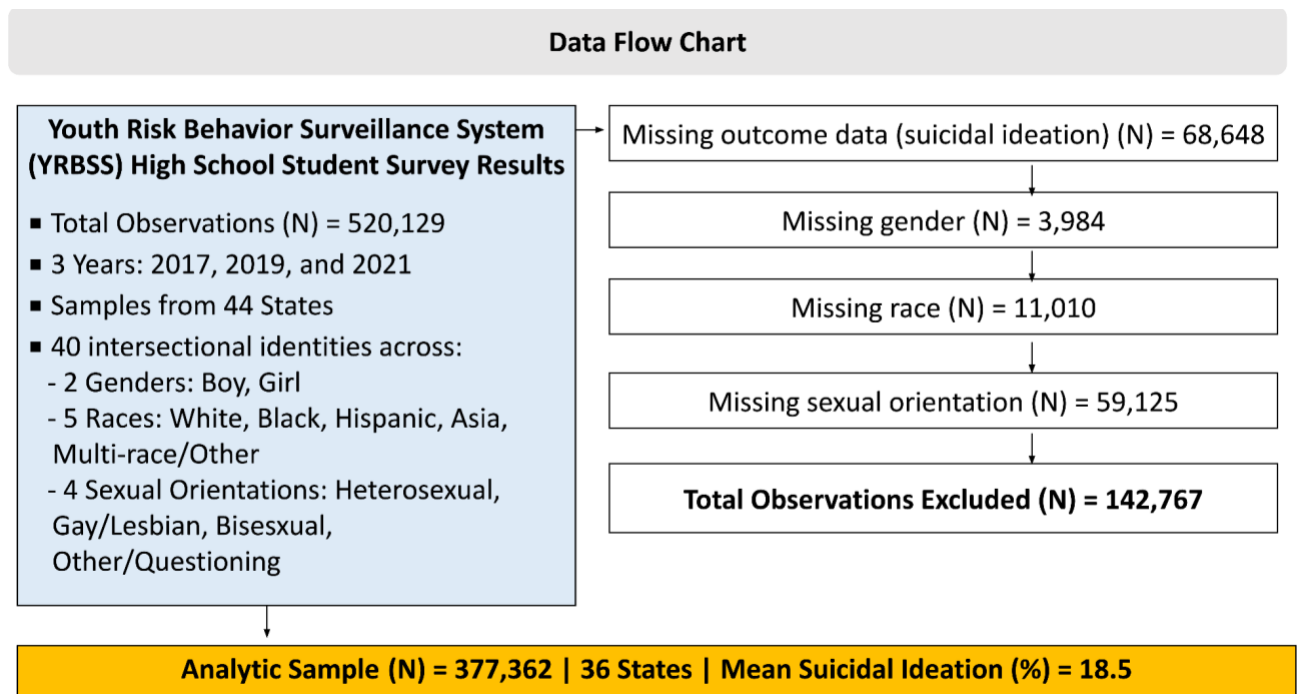 Data Flow Chart
Youth Risk Behavior Surveillance System
(YRBSS) High School Student Survey Results
▪ Total Observations (N) = 520,129
▪ 3 Years: 2017, 2019, and 2021
▪ Samples from 44 States
▪ 40 intersectional identities across:
- 2 Genders: Boy, Girl
- 5 Races: White, Black, Hispanic, Asia,
Multi-race/Other
- 4 Sexual Orientations: Heterosexual,
Gay/Lesbian, Bisesxual,
Other/Questioning
Missing outcome data (suicidal ideation) (N) = 68,648
Missing gender (N) = 3,984
Missing race (N) = 11,010
Missing sexual orientation (N) = 59,125
Total Observations Excluded (N) = 142,767
Analytic Sample (N) = 377,362 | 36 States | Mean Suicidal Ideation (%) = 18.5